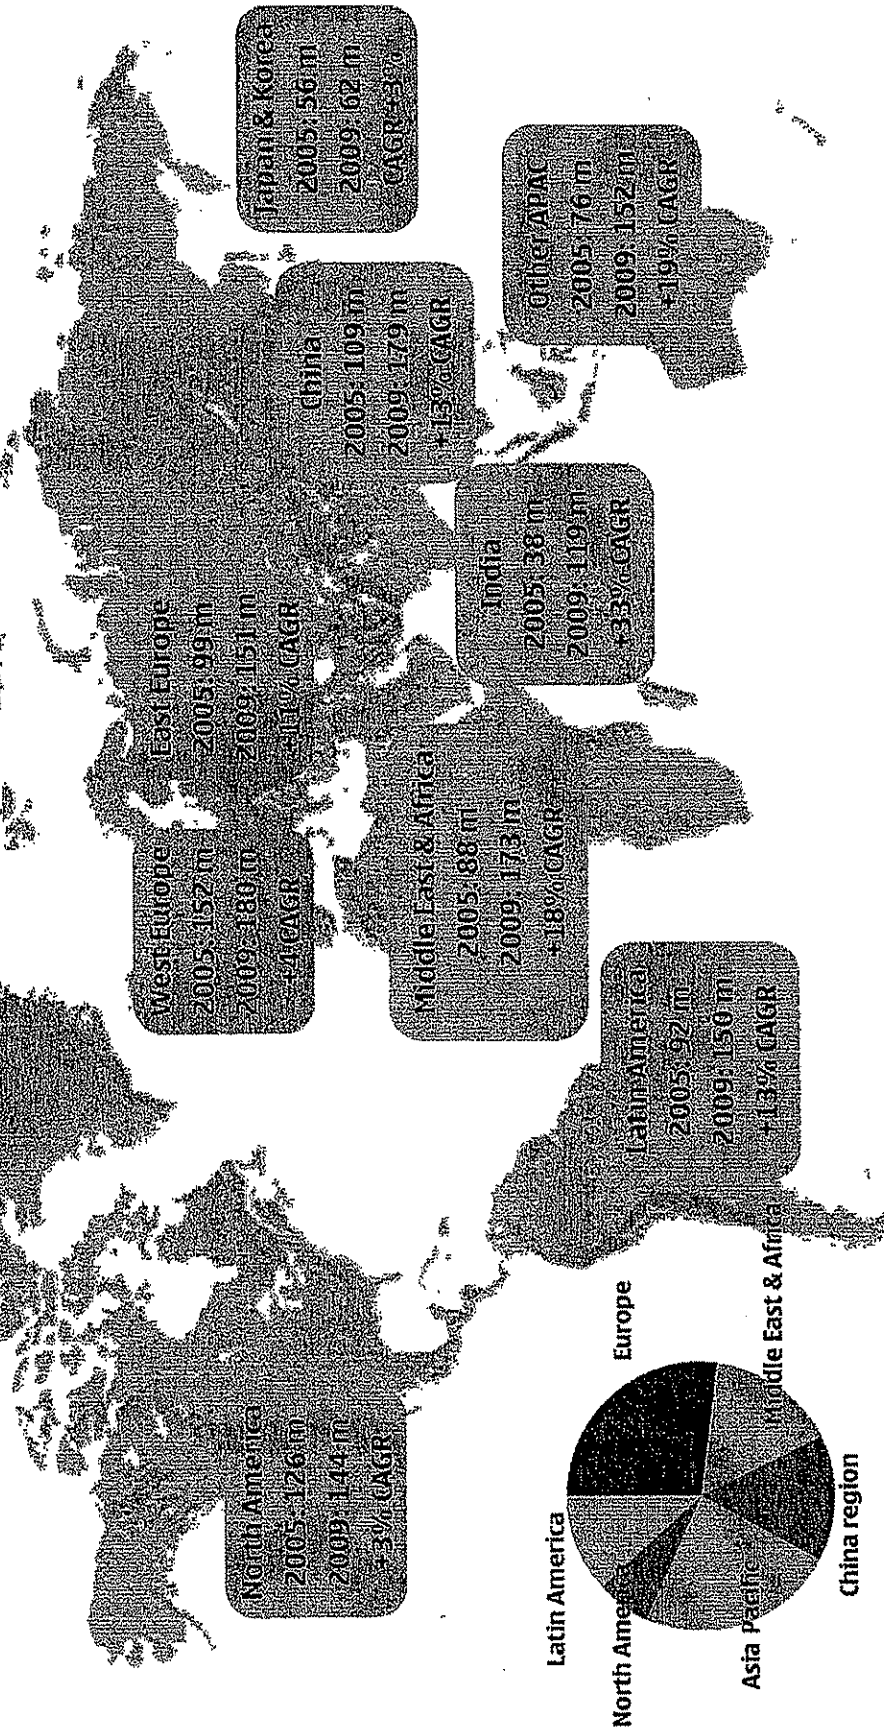 West Europe
2005: 152 m
2009: 180 m
+4 CAGR
East Europe
2005: 99 m
2009: 151 m
+11% CAGR
North America
2005: 126 m
2009: 144 m
+3% CAGR
Japan & Korea
2005: 56 m
2009: 62 m
CAGR +3%
China
2005: 109 m
2009: 179 m
+13% CAGR
Middle East & Africa
2005: 88 m
2009: 173 m
+18% CAGR
India
2005: 38 m
2009: 119 m
+33% CAGR
Other APAC
2005: 76 m
2009: 152 m
+19% CAGR
Latin America
2005: 92 m
2009: 150 m
+13% CAGR
Latin America
Europe
North America
Asia Pacific
Middle East & Africa
China region